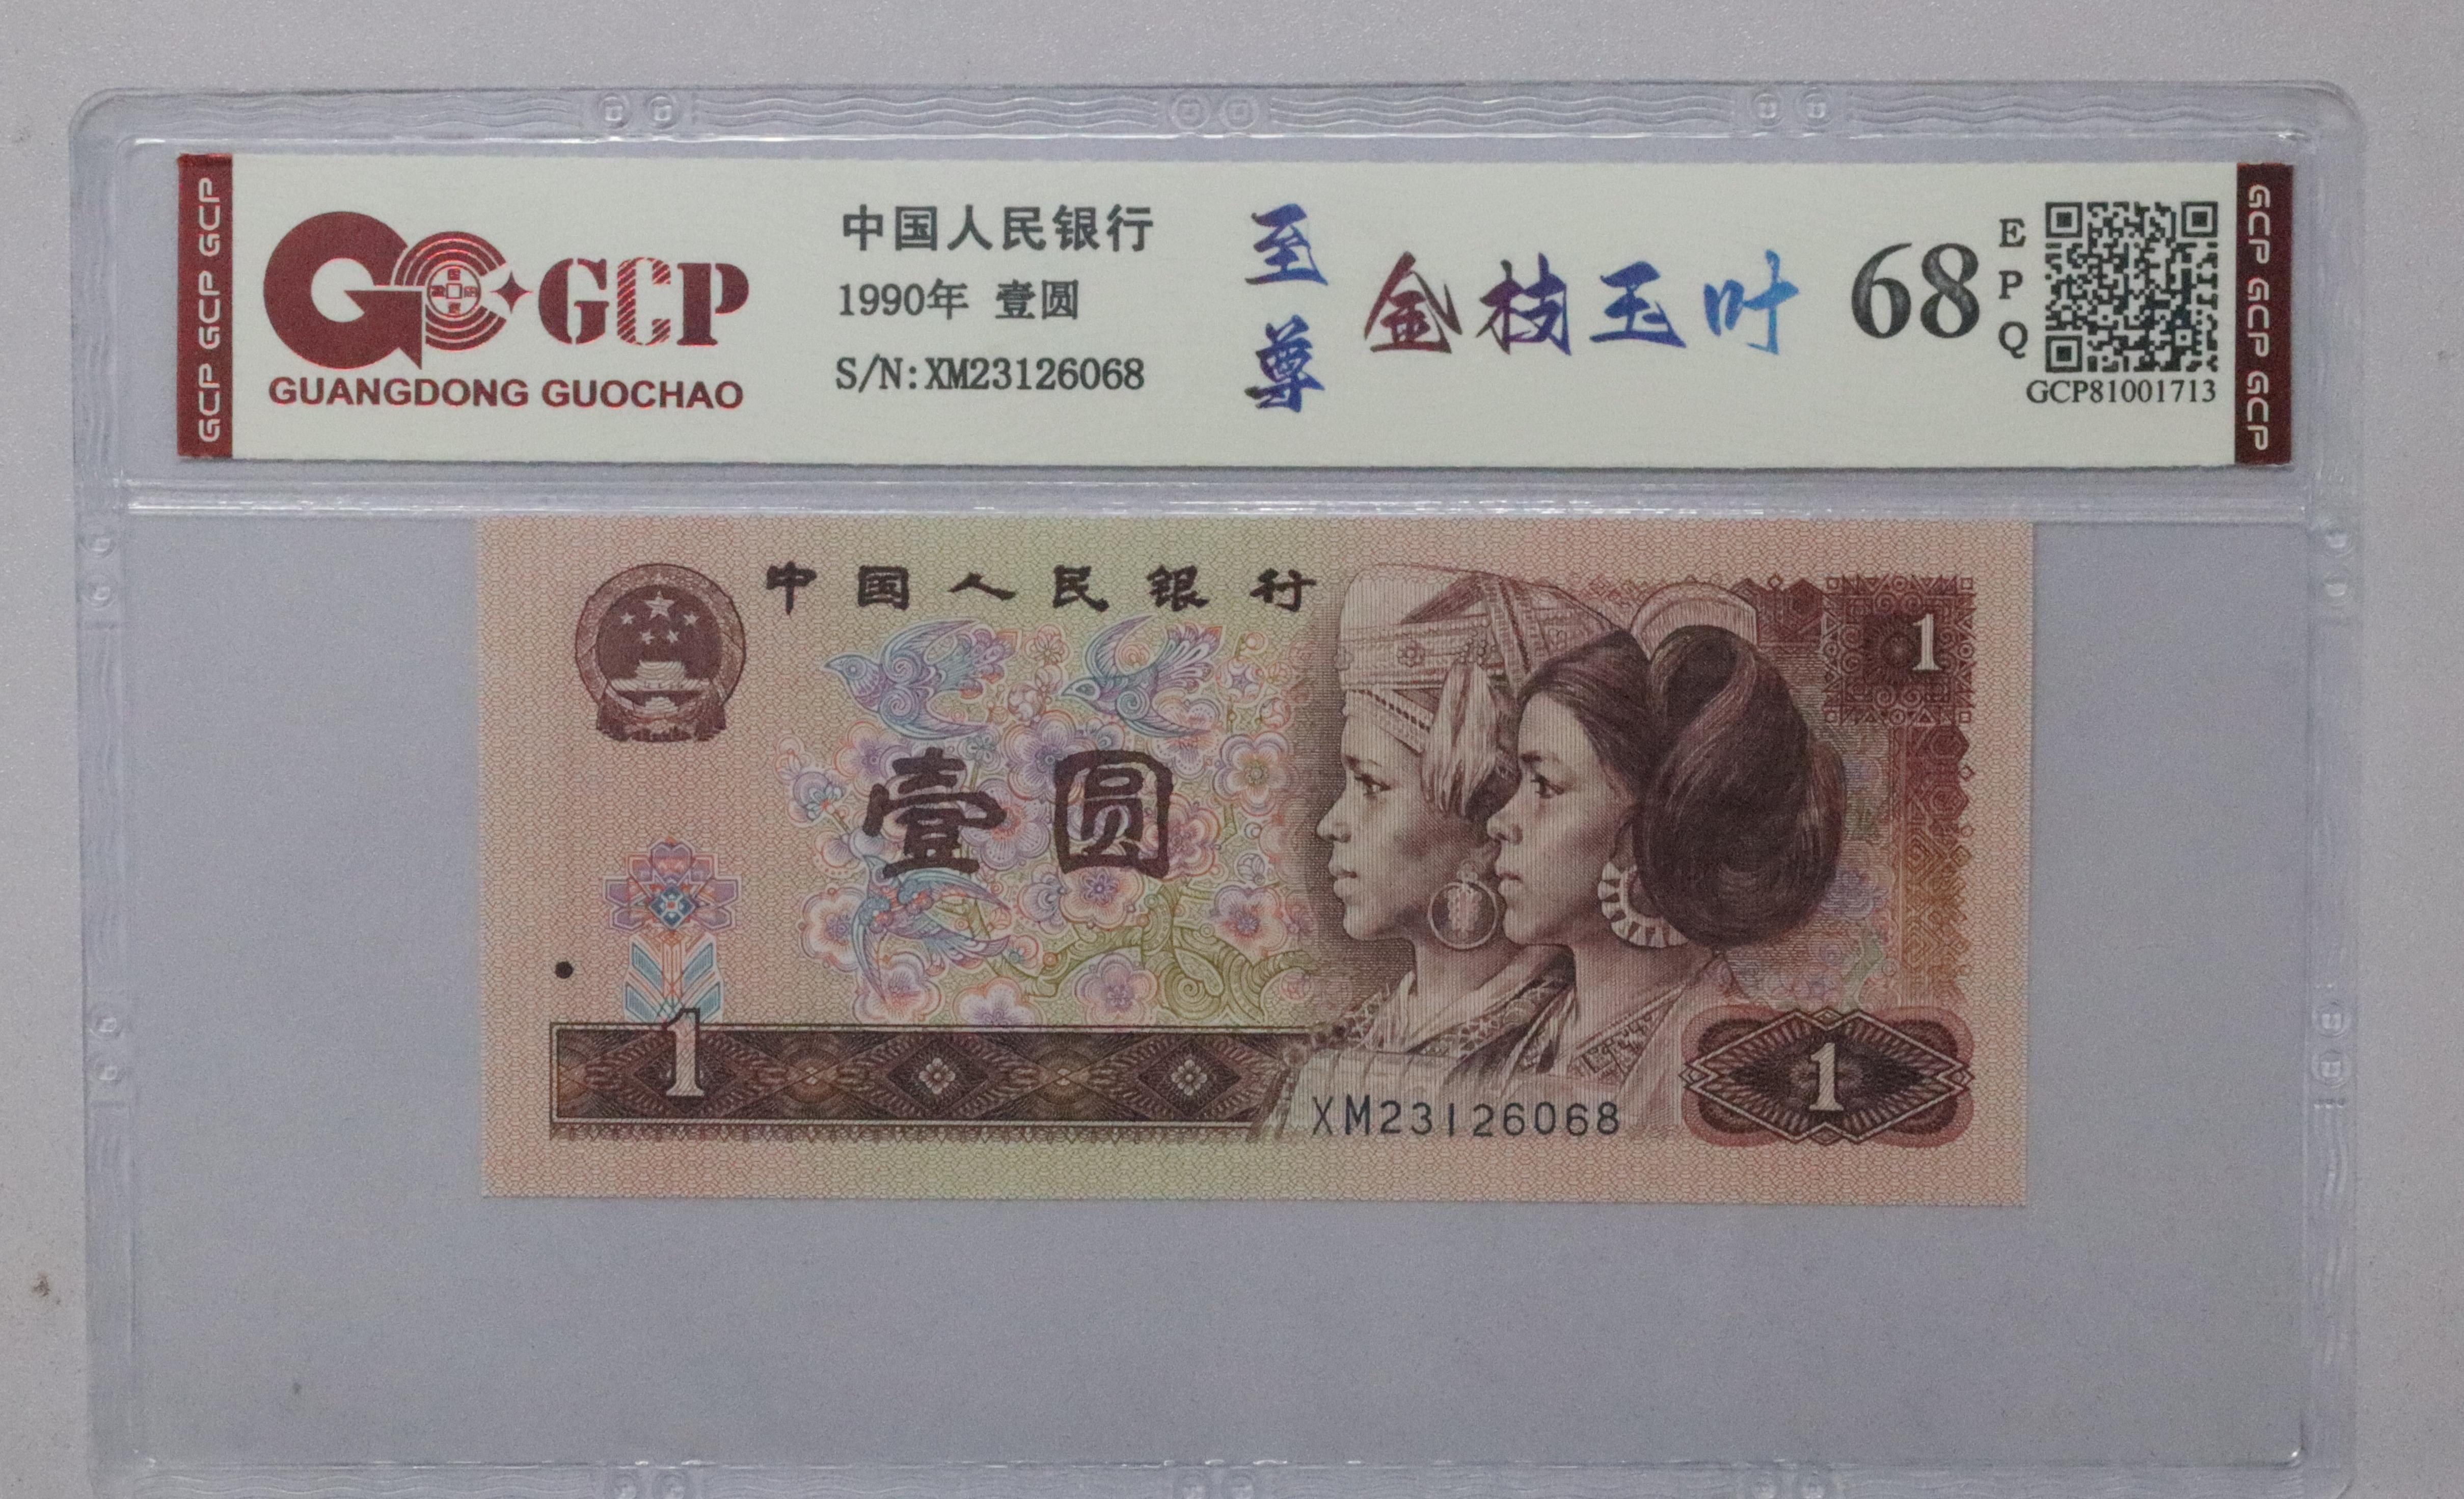 GCP GCP GCP
GCP
GUANGDONG GUOCHAO
中国人民银行
1990年 壹圆
S/N:XM23126068
至尊
金枝玉叶
68
EPQ
GCP81001713
GCP GCP GCP
中国人民银行
1
壹圆
1
1
XM23126068